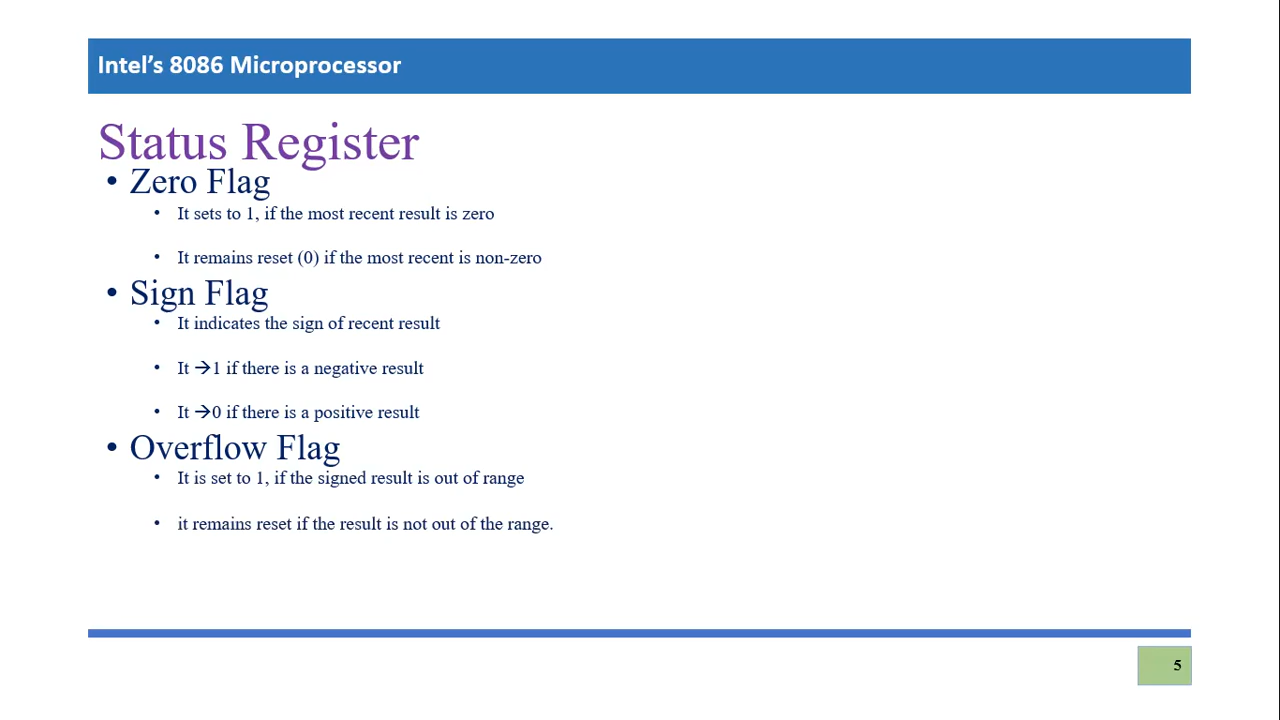 Intel’s 8086 Microprocessor
Status Register
• Zero Flag
• It sets to 1, if the most recent result is zero
• It remains reset (0) if the most recent is non-zero
• Sign Flag
• It indicates the sign of recent result
• It →1 if there is a negative result
• It →0 if there is a positive result
• Overflow Flag
• It is set to 1, if the signed result is out of range
• it remains reset if the result is not out of the range.
5